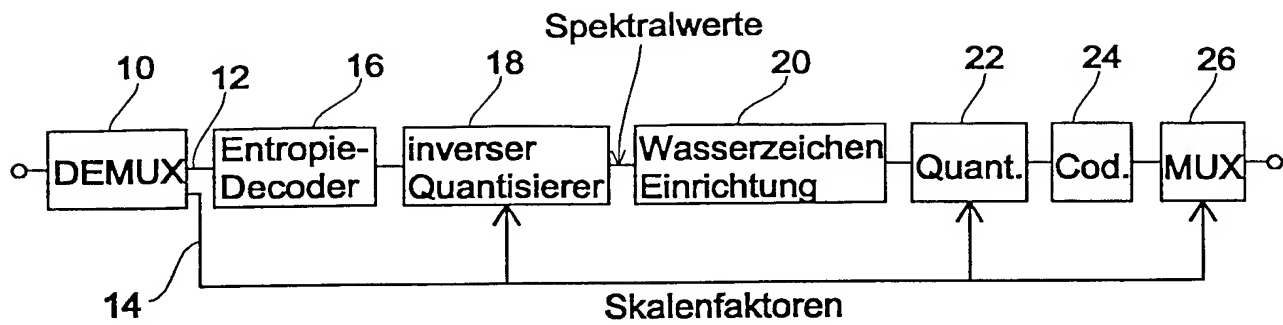 Spektralwerte
10
12
16
18
20
22
24
26
DEMUX
Entropie-
Decoder
inverser
Quantisierer
Wasserzeichen
Einrichtung
Quant.
Cod.
MUX
14
Skalenfaktoren